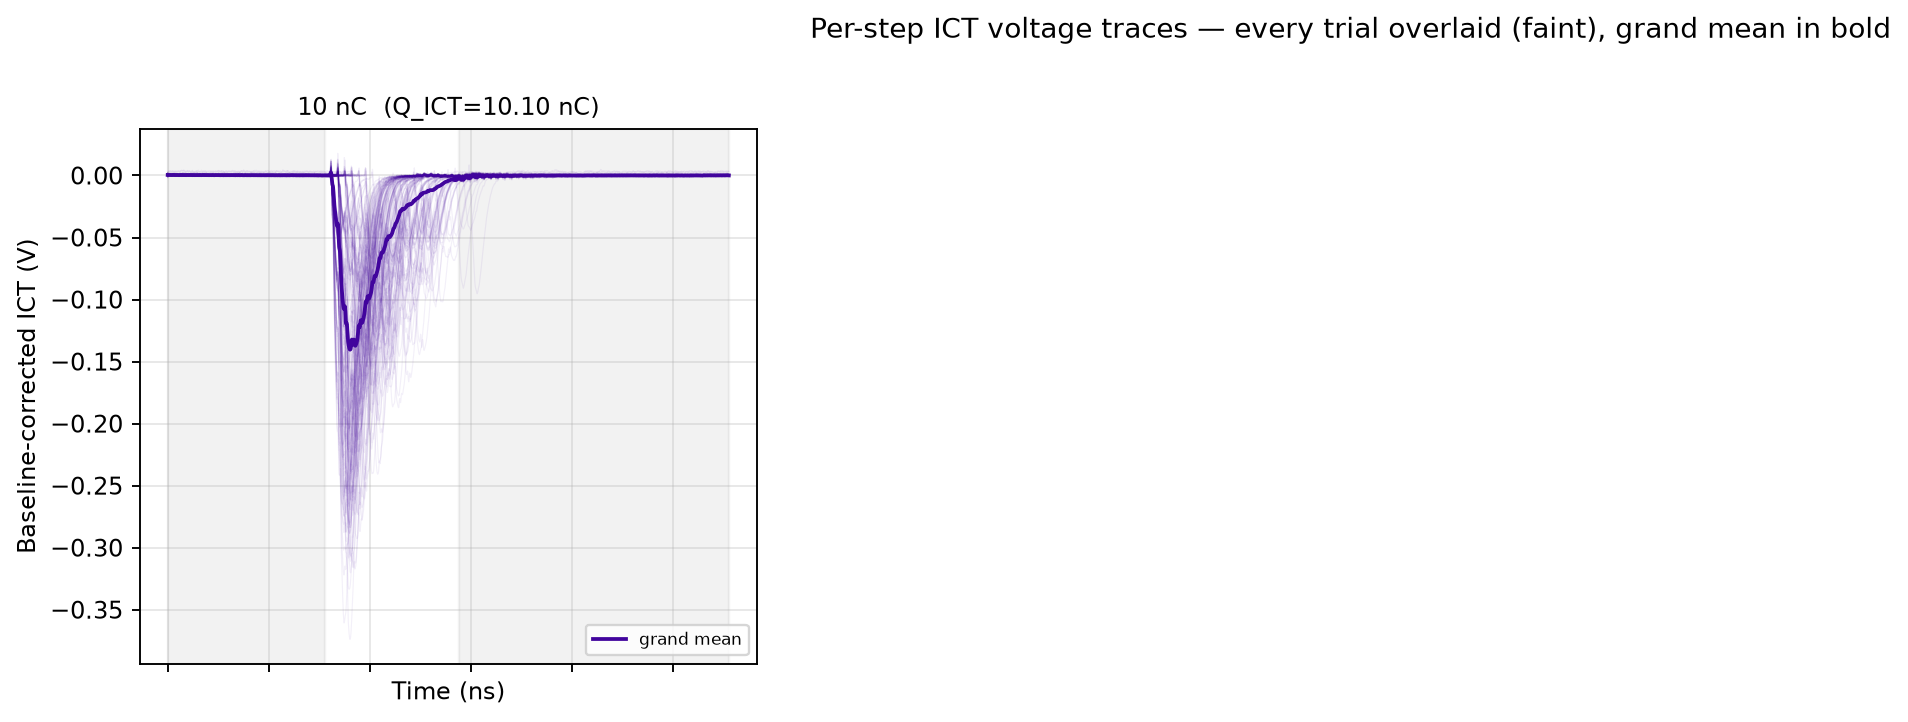 Per-step ICT voltage traces — every trial overlaid (faint), grand mean in bold
10 nC  (Q_ICT=10.10 nC)
Baseline-corrected ICT (V)
0.00
−0.05
−0.10
−0.15
−0.20
−0.25
−0.30
−0.35
grand mean
Time (ns)